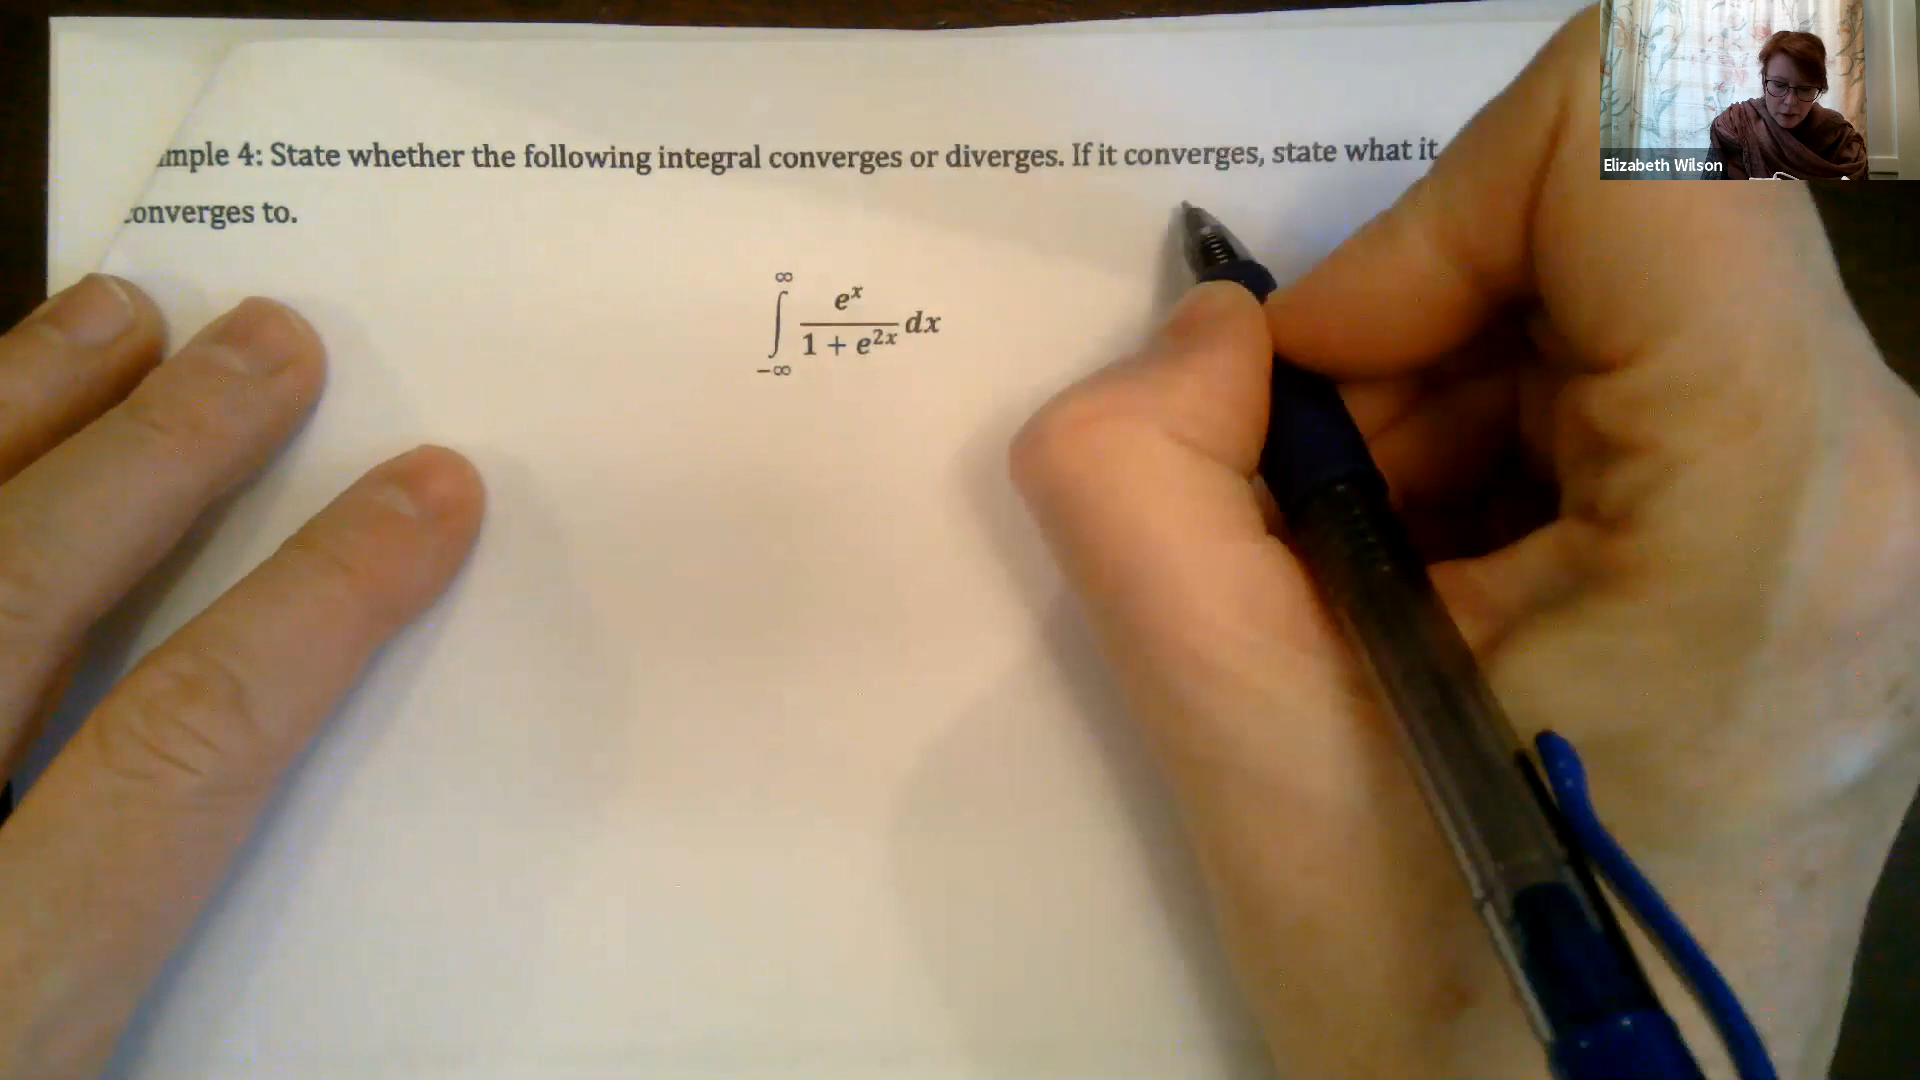 mple 4: State whether the following integral converges or diverges. If it converges, state what it
converges to.
∫_{-∞}^{∞} e^x / (1 + e^{2x}) dx
Elizabeth Wilson